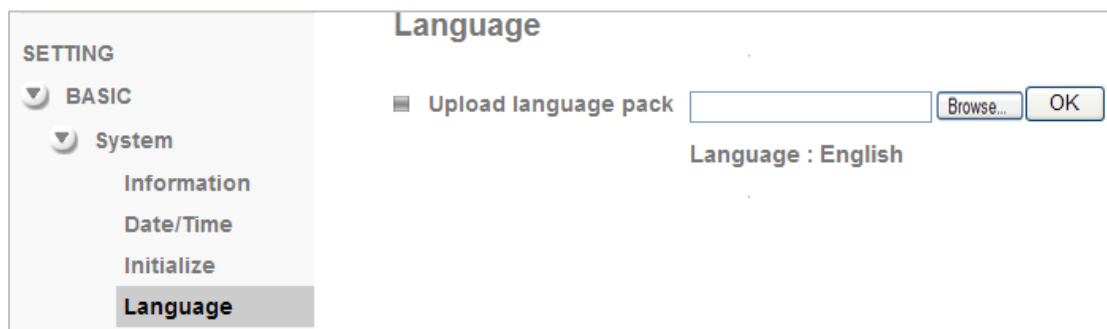 SETTING
BASIC
System
Information
Date/Time
Initialize
Language
Language
Upload language pack Browse... OK
Language : English